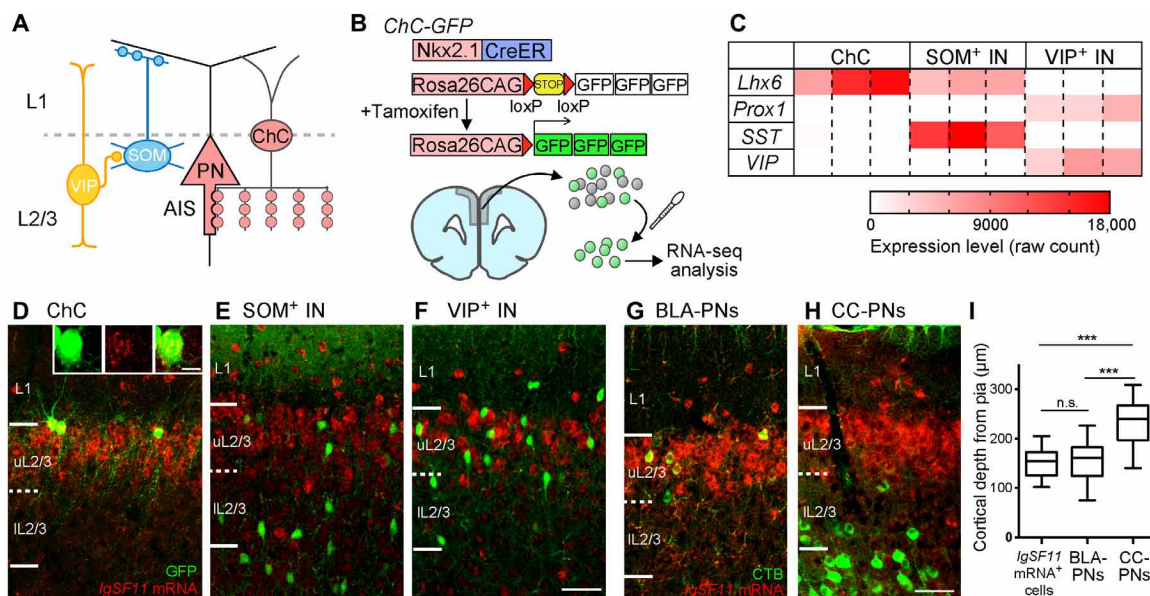 A
L1
L2/3
VIP
SOM
PN
AIS
ChC
B
ChC-GFP
Nkx2.1 CreER
Rosa26CAG STOP GFP GFP GFP
loxP loxP
+Tamoxifen
Rosa26CAG GFP GFP GFP
RNA-seq
analysis
C
ChC SOM+ IN VIP+ IN
Lhx6
Prox1
SST
VIP
0 9000 18,000
Expression level (raw count)
D ChC
L1
uL2/3
lL2/3
GFP
IgSF11 mRNA
E SOM+ IN
L1
uL2/3
lL2/3
F VIP+ IN
L1
uL2/3
lL2/3
G BLA-PNs
L1
uL2/3
lL2/3
CTB
IgSF11 mRNA
H CC-PNs
L1
uL2/3
lL2/3
I
Cortical depth from pia (µm)
300
200
100
0
***
***
n.s.
IgSF11
mRNA+
cells
BLA-
PNs
CC-
PNs